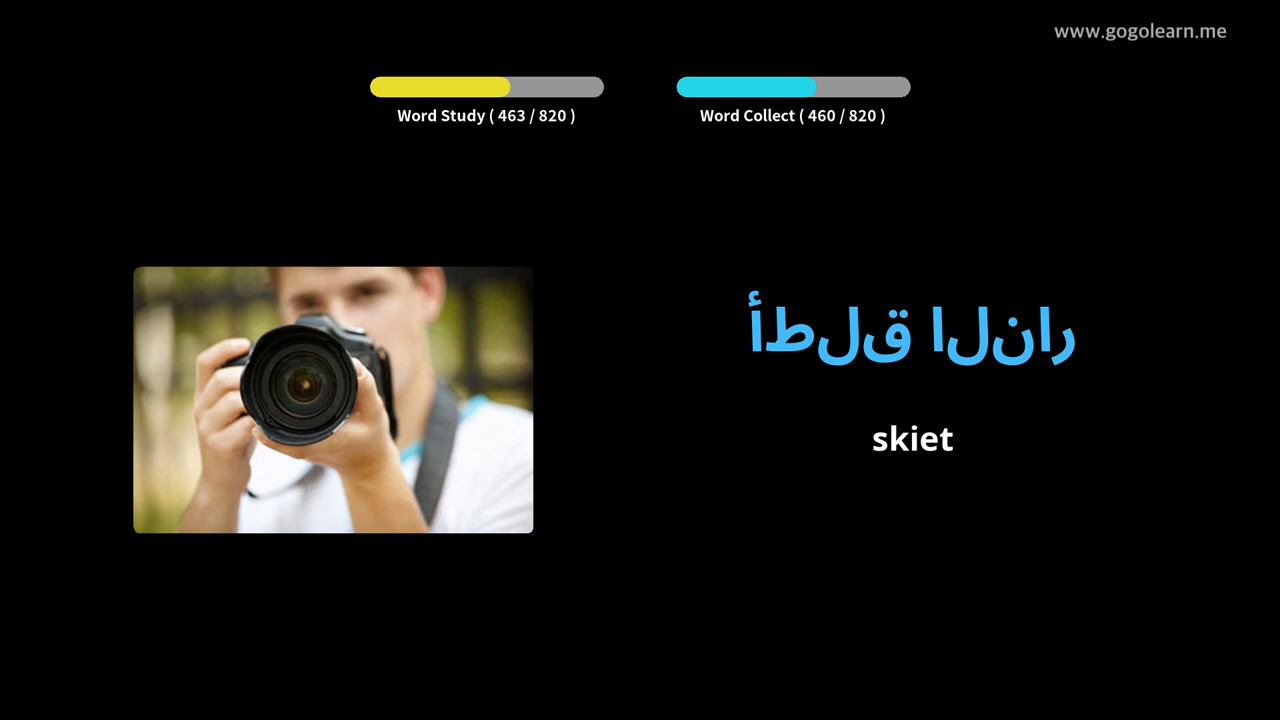 www.gogolearn.me
Word Study ( 463 / 820 )
Word Collect ( 460 / 820 )
أطلق النار
skiet